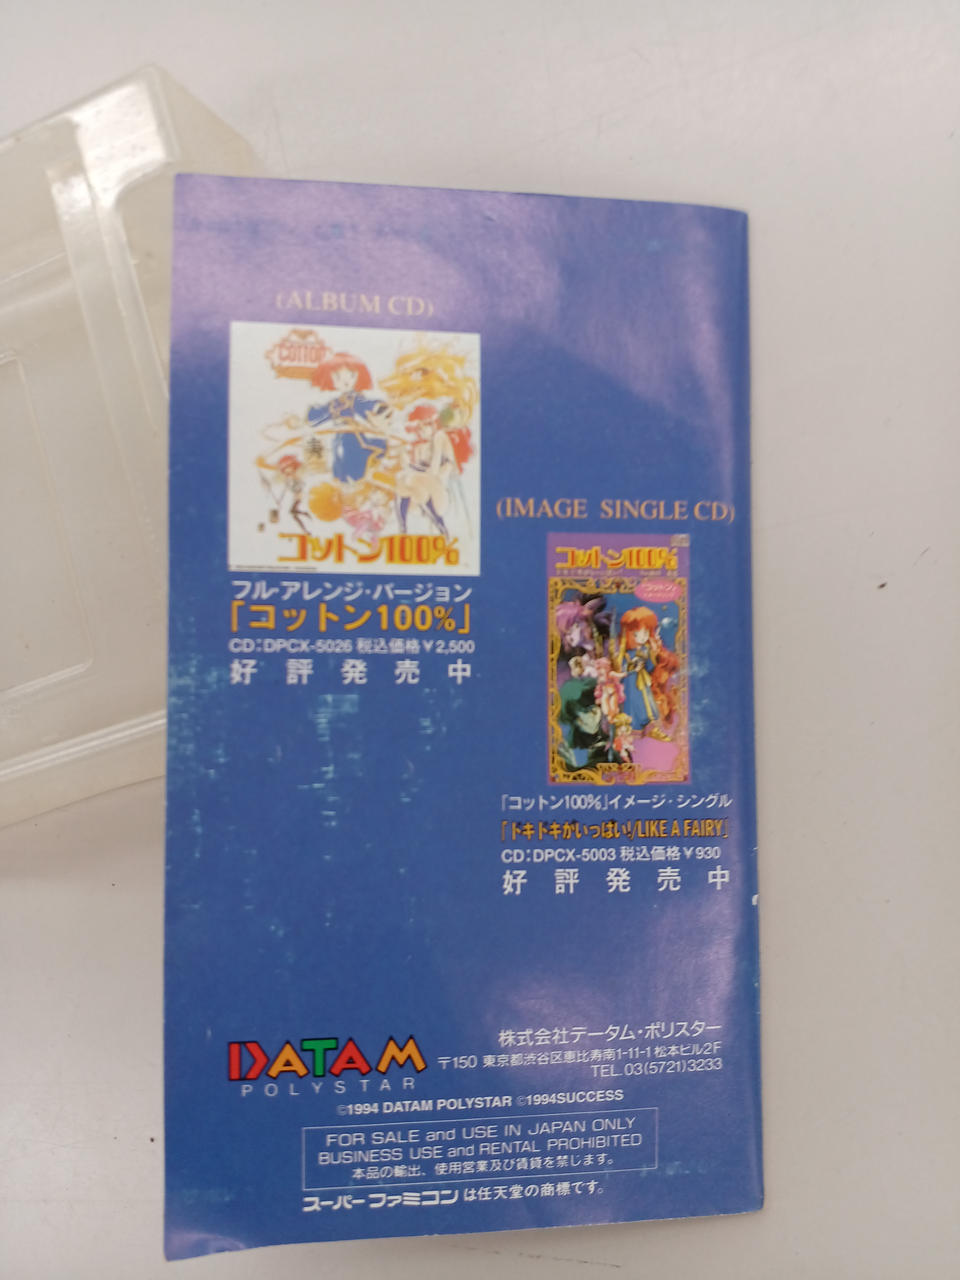 (ALBUM CD)
COTTON
コットン100%
フル・アレンジ・バージョン
「コットン100%」
CD:DPCX-5026 税込価格￥2,500
好評発売中
(IMAGE SINGLE CD)
コットン100%
「コットン100%」イメージ・シングル
「ドキドキがいっぱい!/LIKE A FAIRY」
CD:DPCX-5003 税込価格￥930
好評発売中
DATAM
POLYSTAR
株式会社データム・ポリスター
〒150 東京都渋谷区恵比寿南1-11-1 松本ビル2F
TEL.03(5721)3233
©1994 DATAM POLYSTAR ©1994SUCCESS
FOR SALE and USE IN JAPAN ONLY
BUSINESS USE and RENTAL PROHIBITED
本品の輸出、使用営業及び賃貸を禁じます。
スーパーファミコンは任天堂の商標です。